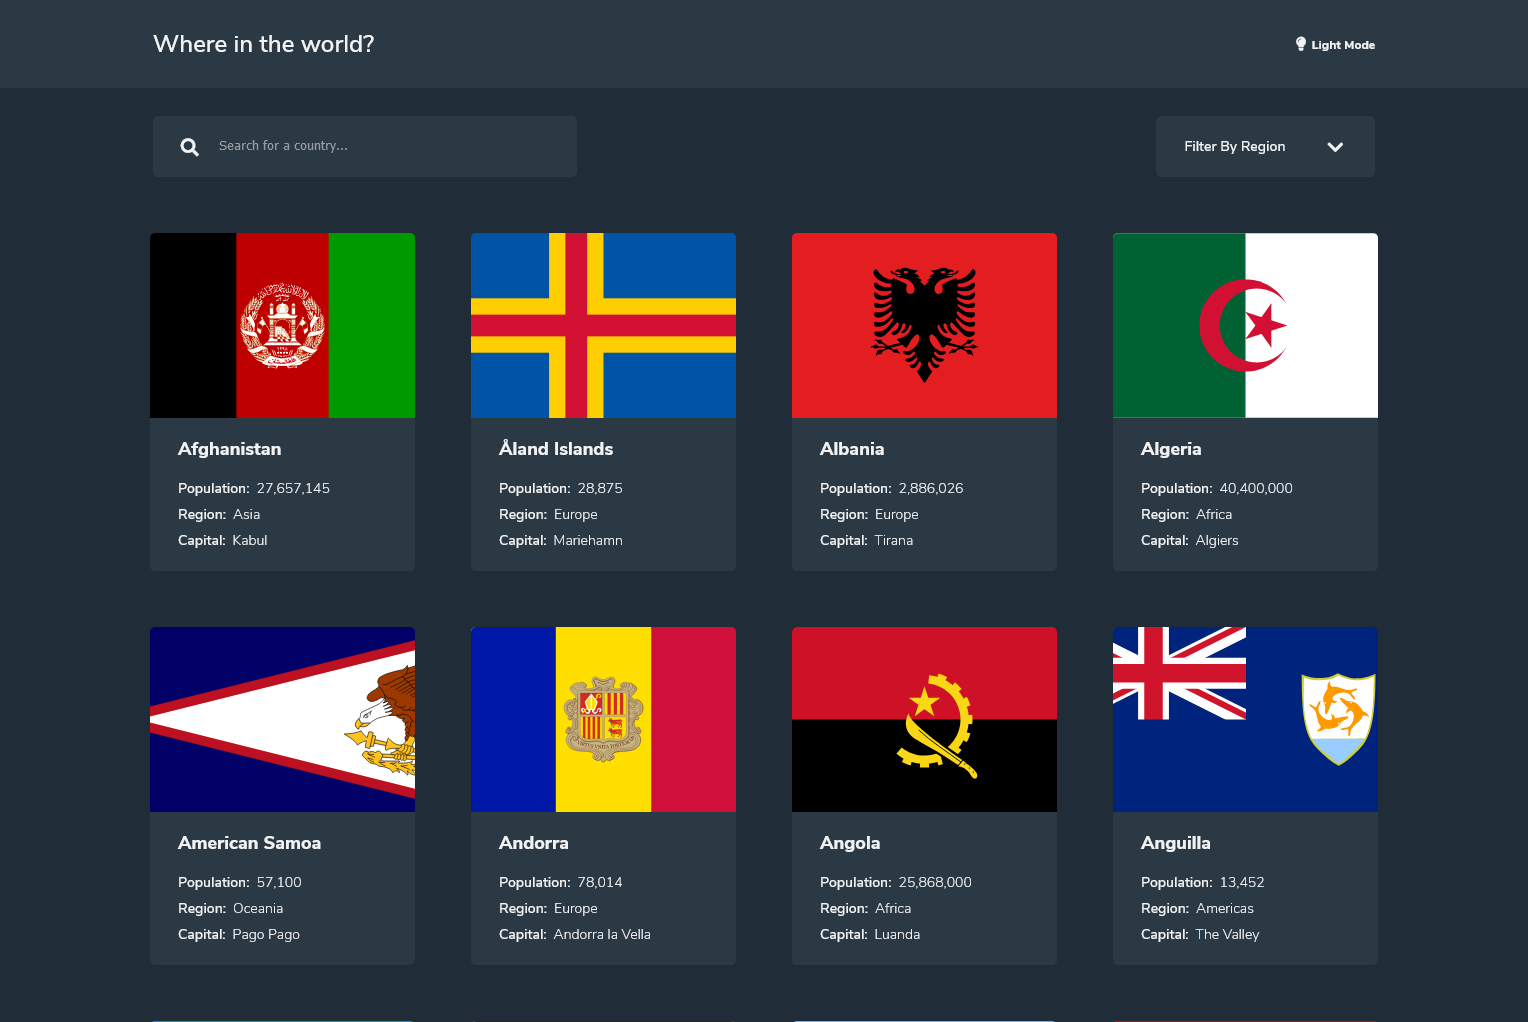 Where in the world?
Light Mode
Search for a country...
Filter By Region
Afghanistan
Population: 27,657,145
Region: Asia
Capital: Kabul
Åland Islands
Population: 28,875
Region: Europe
Capital: Mariehamn
Albania
Population: 2,886,026
Region: Europe
Capital: Tirana
Algeria
Population: 40,400,000
Region: Africa
Capital: Algiers
American Samoa
Population: 57,100
Region: Oceania
Capital: Pago Pago
Andorra
Population: 78,014
Region: Europe
Capital: Andorra la Vella
Angola
Population: 25,868,000
Region: Africa
Capital: Luanda
Anguilla
Population: 13,452
Region: Americas
Capital: The Valley